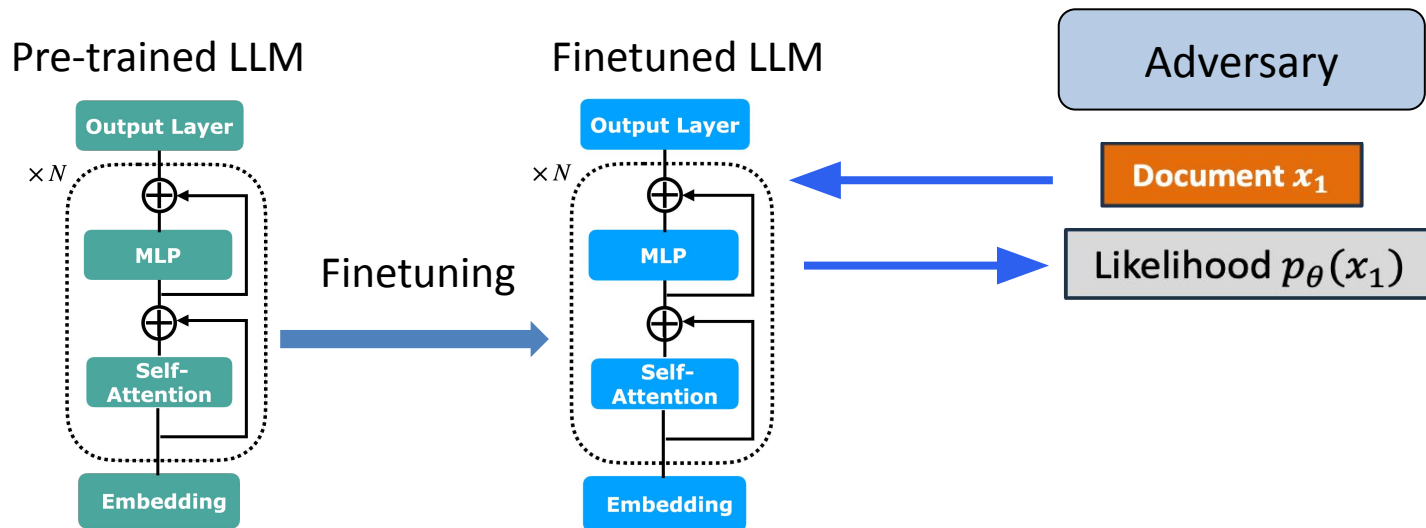 Pre-trained LLM
Output Layer
× N
MLP
Self-
Attention
Embedding
Finetuning
Finetuned LLM
Output Layer
× N
MLP
Self-
Attention
Embedding
Adversary
Document x₁
Likelihood p_θ(x₁)